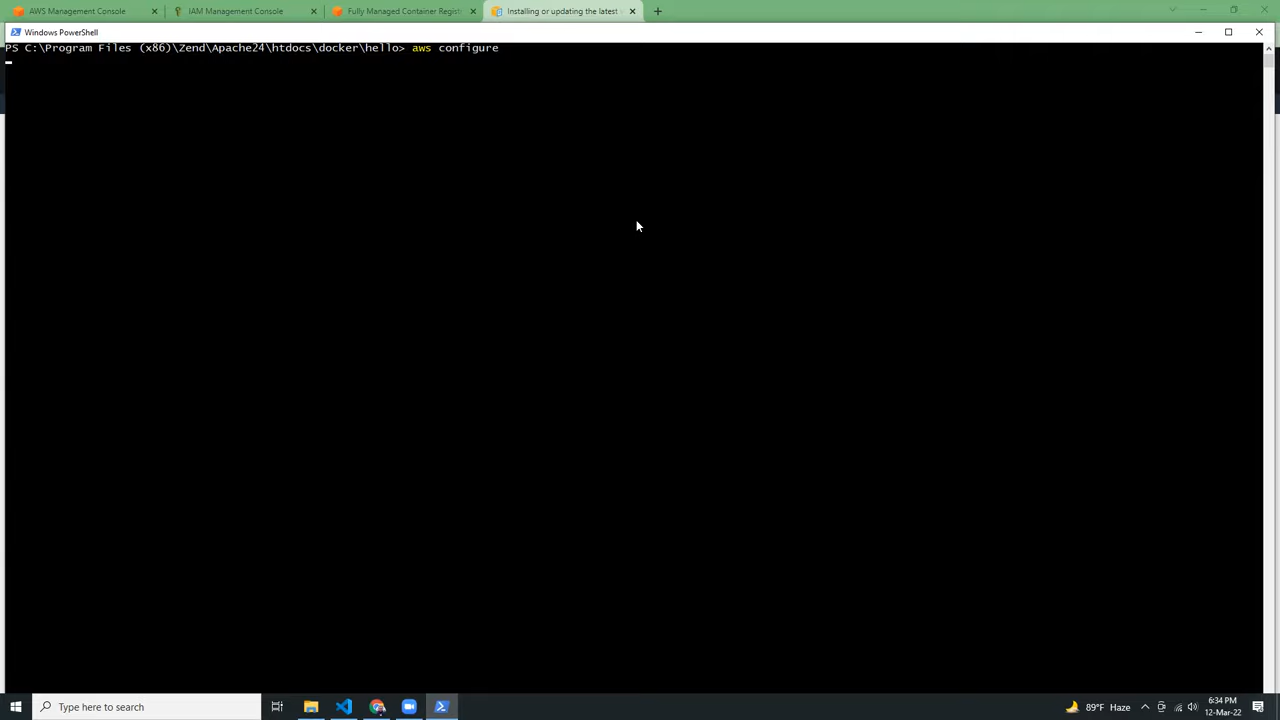 AWS Management Console
IAM Management Console
Fully Managed Container Registr
Installing or updating the latest v
Windows PowerShell
PS C:\Program Files (x86)\Zend\Apache24\htdocs\docker\hello> aws configure
Type here to search
89°F Haze
6:34 PM
12-Mar-22